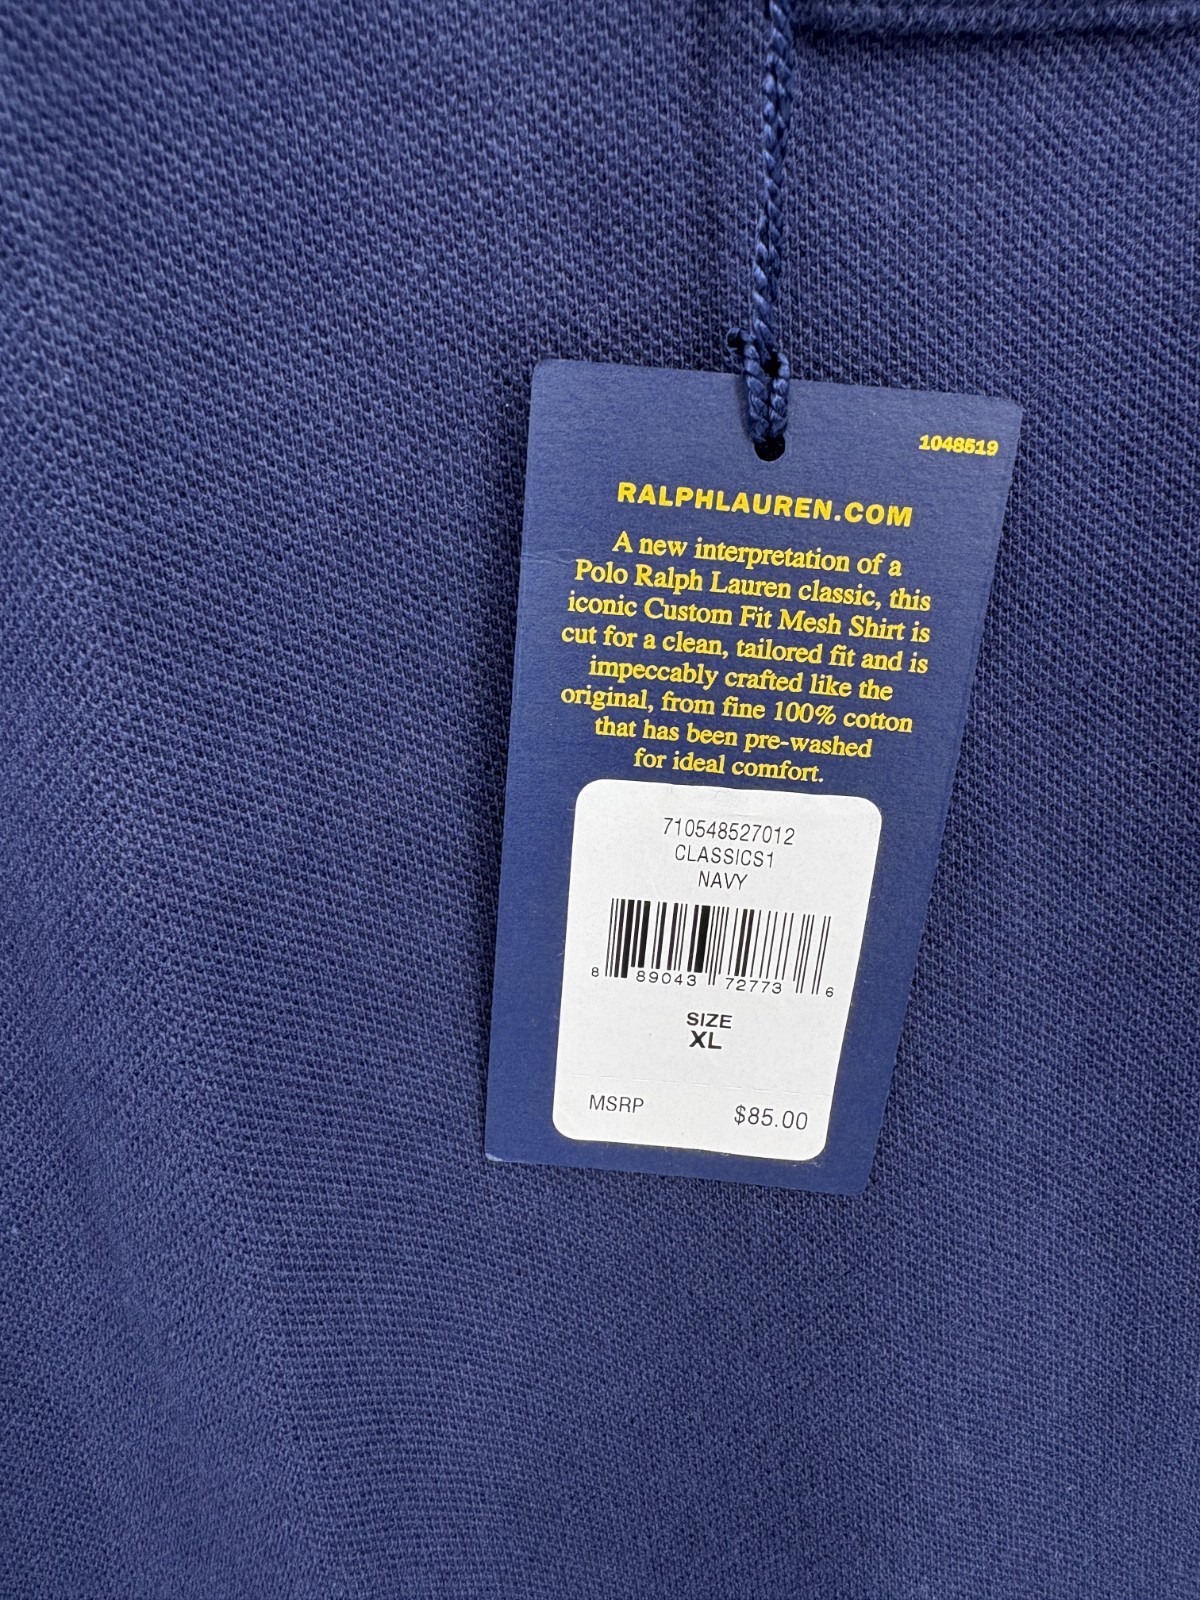 1048519
RALPHLAUREN.COM
A new interpretation of a
Polo Ralph Lauren classic, this
iconic Custom Fit Mesh Shirt is
cut for a clean, tailored fit and is
impeccably crafted like the
original, from fine 100% cotton
that has been pre-washed
for ideal comfort.
710548527012
CLASSICS1
NAVY
8 89043 72773 6
SIZE
XL
MSRP $85.00